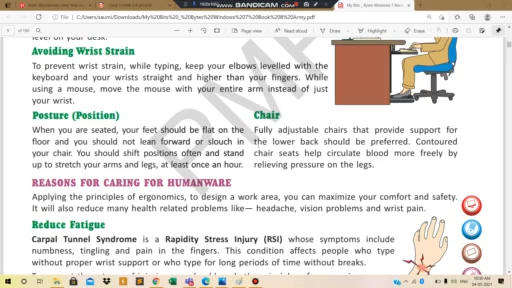 WWW.BANDICAM.COM
level on your desk.
Avoiding Wrist Strain
To prevent wrist strain, while typing, keep your elbows levelled with the
keyboard and your wrists straight and higher than your fingers. While
using a mouse, move the mouse with your entire arm instead of just
your wrist.
Posture (Position)
When you are seated, your feet should be flat on the
floor and you should not lean forward or slouch in
your chair. You should shift positions often and stand
up to stretch your arms and legs, at least once an hour.
Chair
Fully adjustable chairs that provide support for
the lower back should be preferred. Contoured
chair seats help circulate blood more freely by
relieving pressure on the legs.
REASONS FOR CARING FOR HUMANWARE
Applying the principles of ergonomics, to design a work area, you can maximize your comfort and safety.
It will also reduce many health related problems like— headache, vision problems and wrist pain.
Reduce Fatigue
Carpal Tunnel Syndrome is a Rapidity Stress Injury (RSI) whose symptoms include
numbness, tingling and pain in the fingers. This condition affects people who type
without proper wrist support or who type for long periods of time without breaks.
ENG